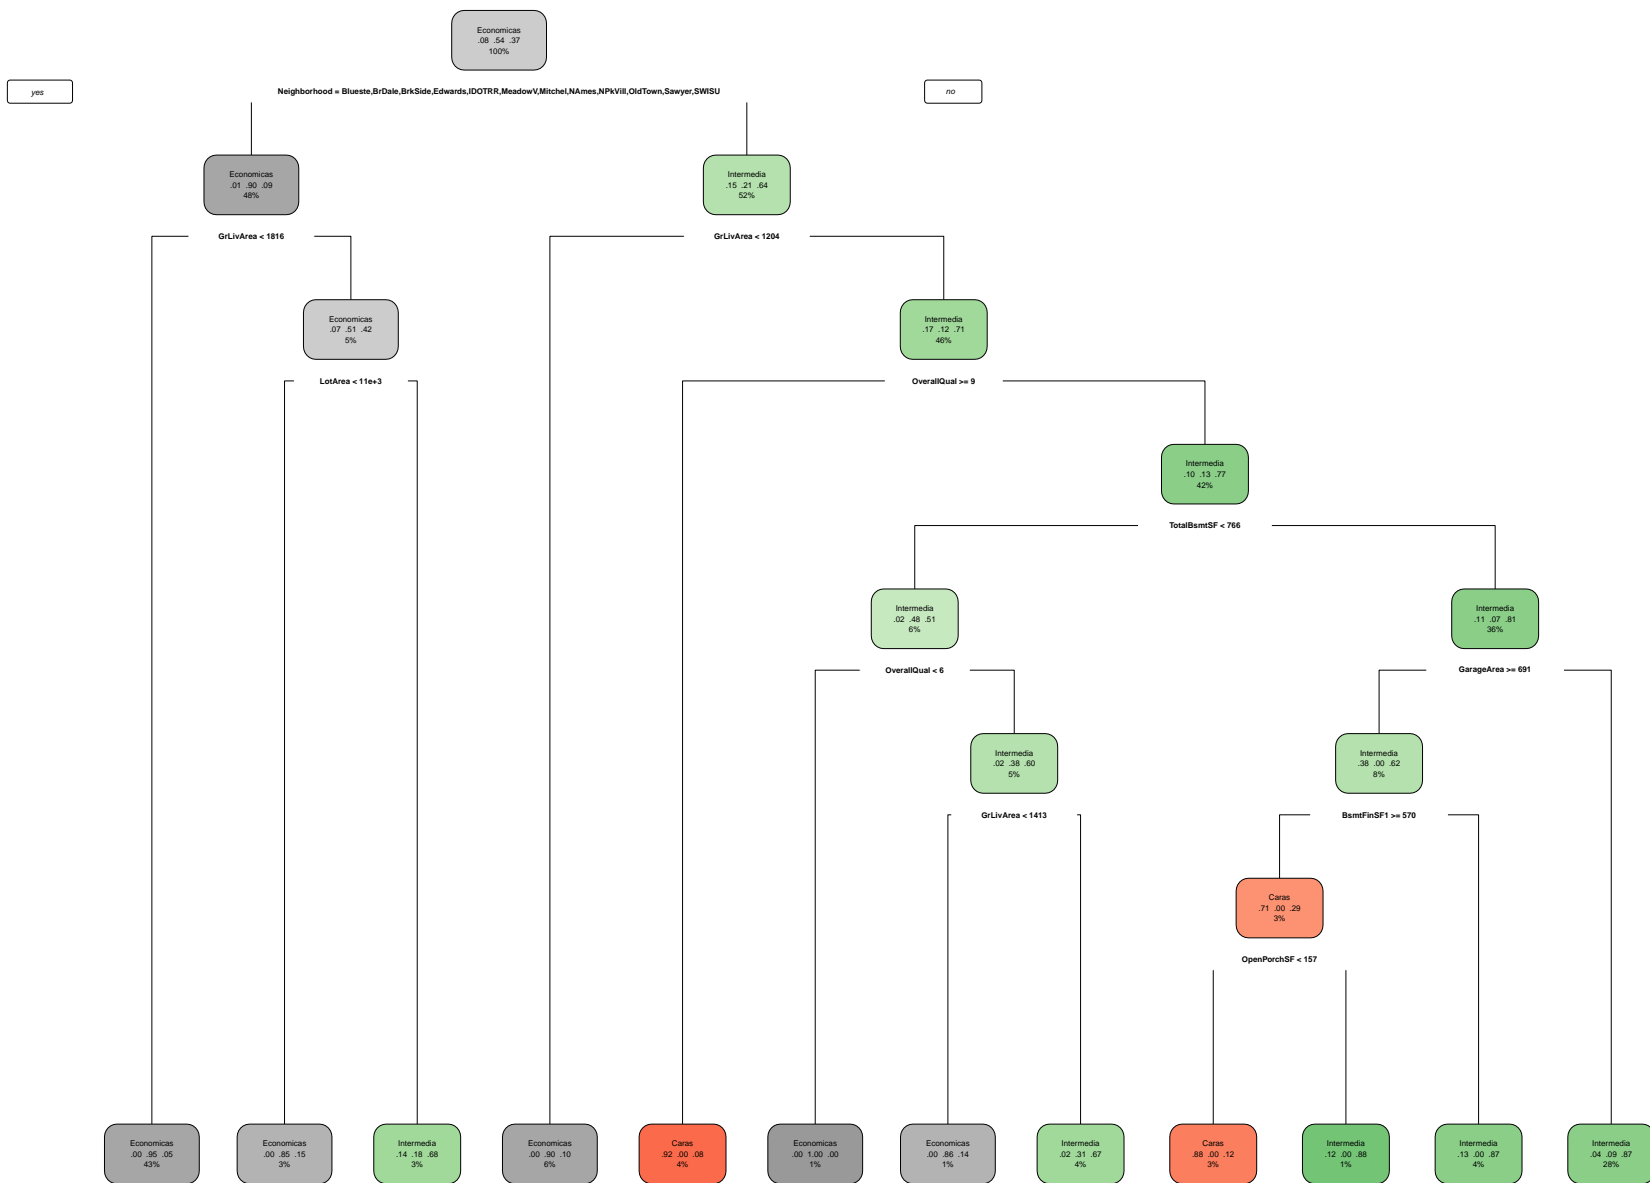 Economicas
.08 .54 .37
100%
yes
Neighborhood = Blueste,BrDale,BrkSide,Edwards,IDOTRR,MeadowV,Mitchel,NAmes,NPkVill,OldTown,Sawyer,SWISU
no
Economicas
.01 .90 .09
48%
Intermedia
.15 .21 .64
52%
GrLivArea < 1816
GrLivArea < 1204
Economicas
.07 .51 .42
5%
Intermedia
.17 .12 .71
46%
LotArea < 11e+3
OverallQual >= 9
Intermedia
.10 .13 .77
42%
TotalBsmtSF < 766
Intermedia
.02 .48 .51
6%
Intermedia
.11 .07 .81
36%
OverallQual < 6
GarageArea >= 691
Intermedia
.02 .38 .60
5%
Intermedia
.38 .00 .62
8%
GrLivArea < 1413
BsmtFinSF1 >= 570
Caras
.71 .00 .29
3%
OpenPorchSF < 157
Economicas
.00 .95 .05
43%
Economicas
.00 .85 .15
3%
Intermedia
.14 .18 .68
3%
Economicas
.00 .90 .10
6%
Caras
.92 .00 .08
4%
Economicas
.00 1.00 .00
1%
Economicas
.00 .86 .14
1%
Intermedia
.02 .31 .67
4%
Caras
.88 .00 .12
3%
Intermedia
.12 .00 .88
1%
Intermedia
.13 .00 .87
4%
Intermedia
.04 .09 .87
28%